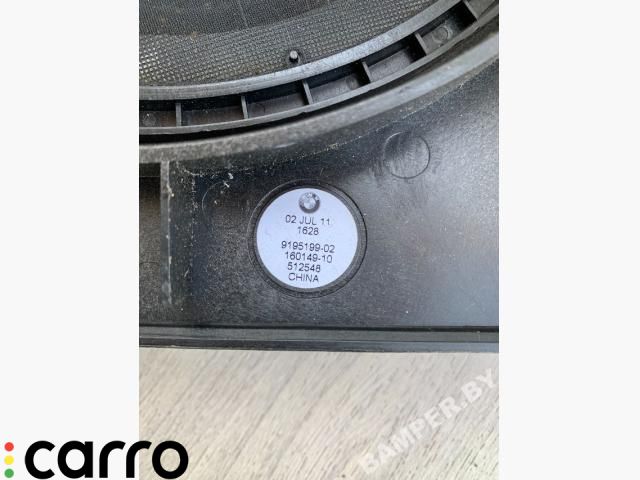 02 JUL 11
1628
9195199-02
160149-10
512548
CHINA
BAMPER.BY
carro